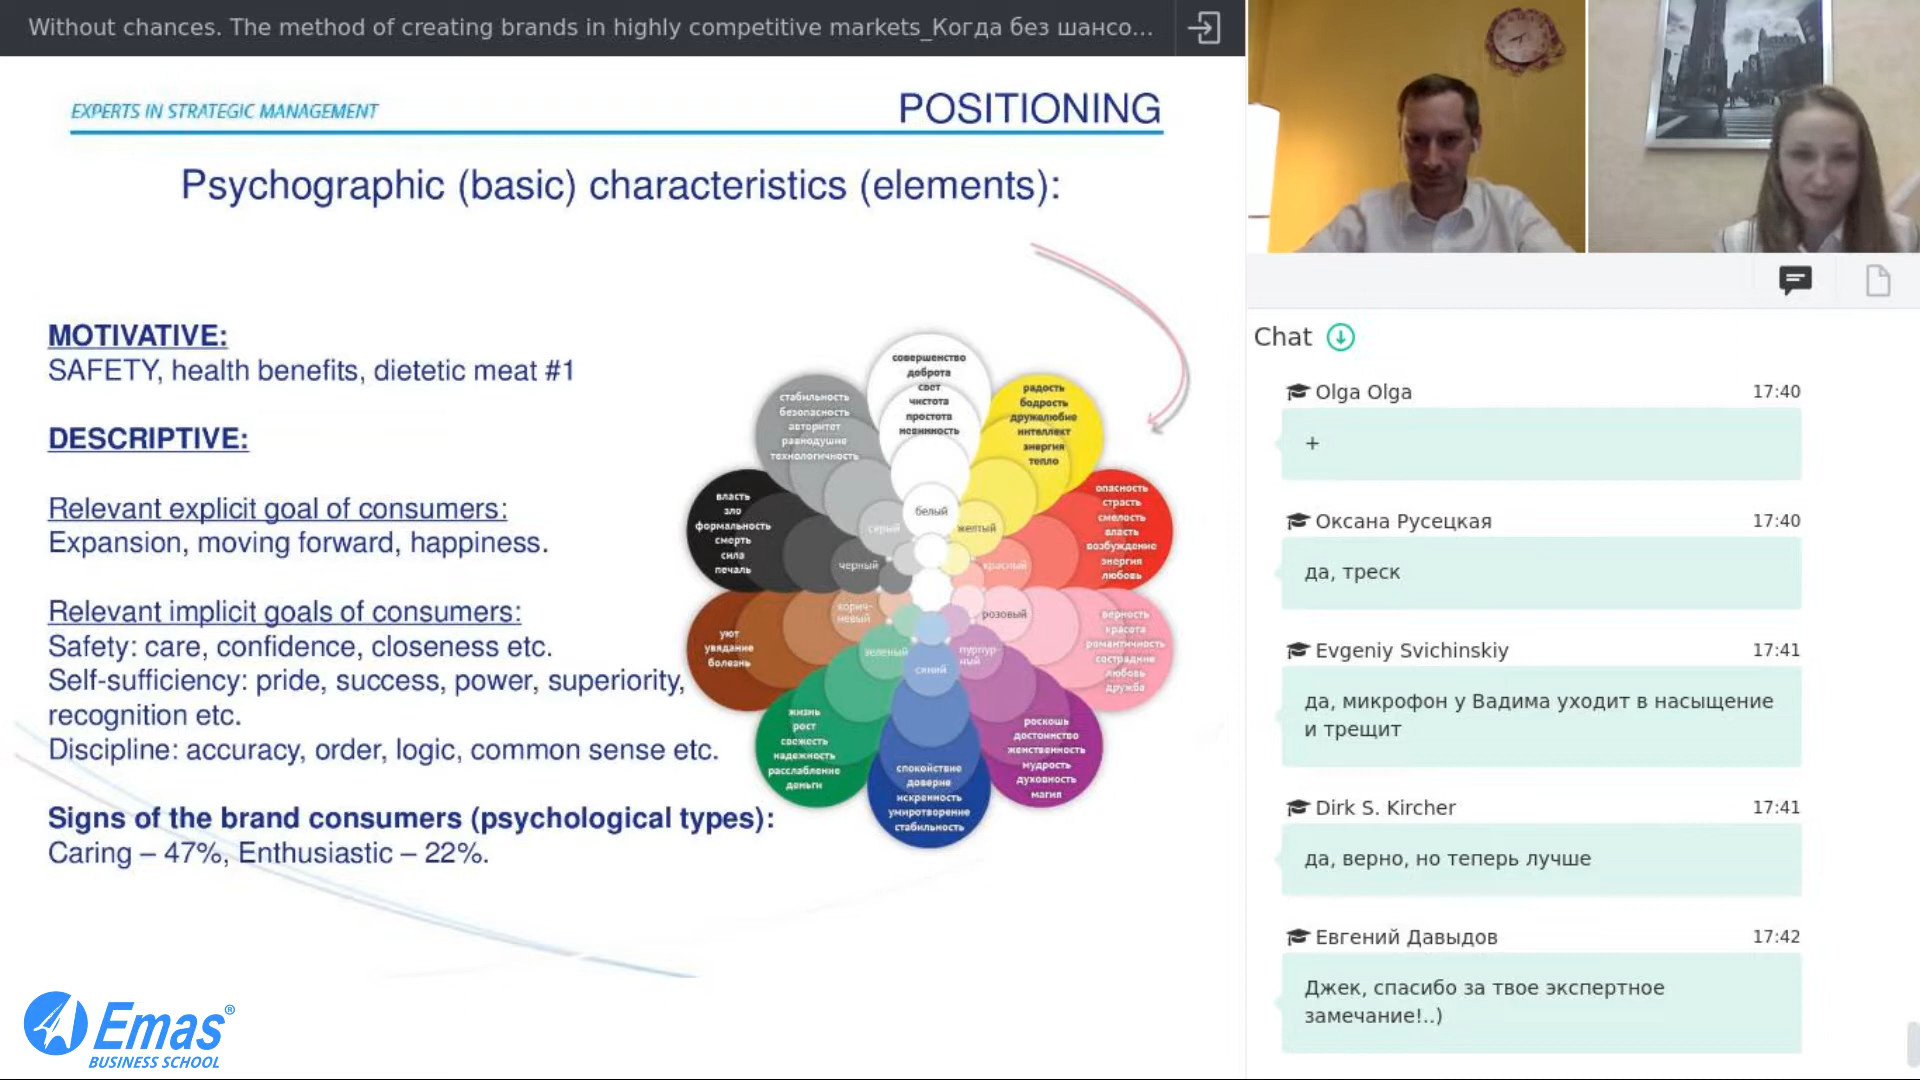 Without chances. The method of creating brands in highly competitive markets_Когда без шансо...
EXPERTS IN STRATEGIC MANAGEMENT
POSITIONING
Psychographic (basic) characteristics (elements):
MOTIVATIVE:
SAFETY, health benefits, dietetic meat #1
DESCRIPTIVE:
Relevant explicit goal of consumers:
Expansion, moving forward, happiness.
Relevant implicit goals of consumers:
Safety: care, confidence, closeness etc.
Self-sufficiency: pride, success, power, superiority,
recognition etc.
Discipline: accuracy, order, logic, common sense etc.
Signs of the brand consumers (psychological types):
Caring – 47%, Enthusiastic – 22%.
совершенство
доброта
свет
чистота
простота
невинность
белый
радость
бодрость
дружелюбие
интеллект
энергия
тепло
желтый
опасность
страсть
смелость
власть
возбуждение
энергия
любовь
красный
верность
красота
романтичность
сострадание
любовь
дружба
розовый
роскошь
достоинство
женственность
мудрость
духовность
магия
пурпур-
ный
спокойствие
доверие
искренность
умиротворение
стабильность
синий
жизнь
рост
свежесть
надежность
расслабление
деньги
зеленый
уют
увядание
болезнь
корич-
невый
власть
зло
формальность
смерть
сила
печаль
черный
стабильность
безопасность
авторитет
равнодушие
технологичность
серый
Emas®
BUSINESS SCHOOL
Chat
Olga Olga 17:40
+
Оксана Русецкая 17:40
да, треск
Evgeniy Svichinskiy 17:41
да, микрофон у Вадима уходит в насыщение
и трещит
Dirk S. Kircher 17:41
да, верно, но теперь лучше
Евгений Давыдов 17:42
Джек, спасибо за твое экспертное
замечание!..)